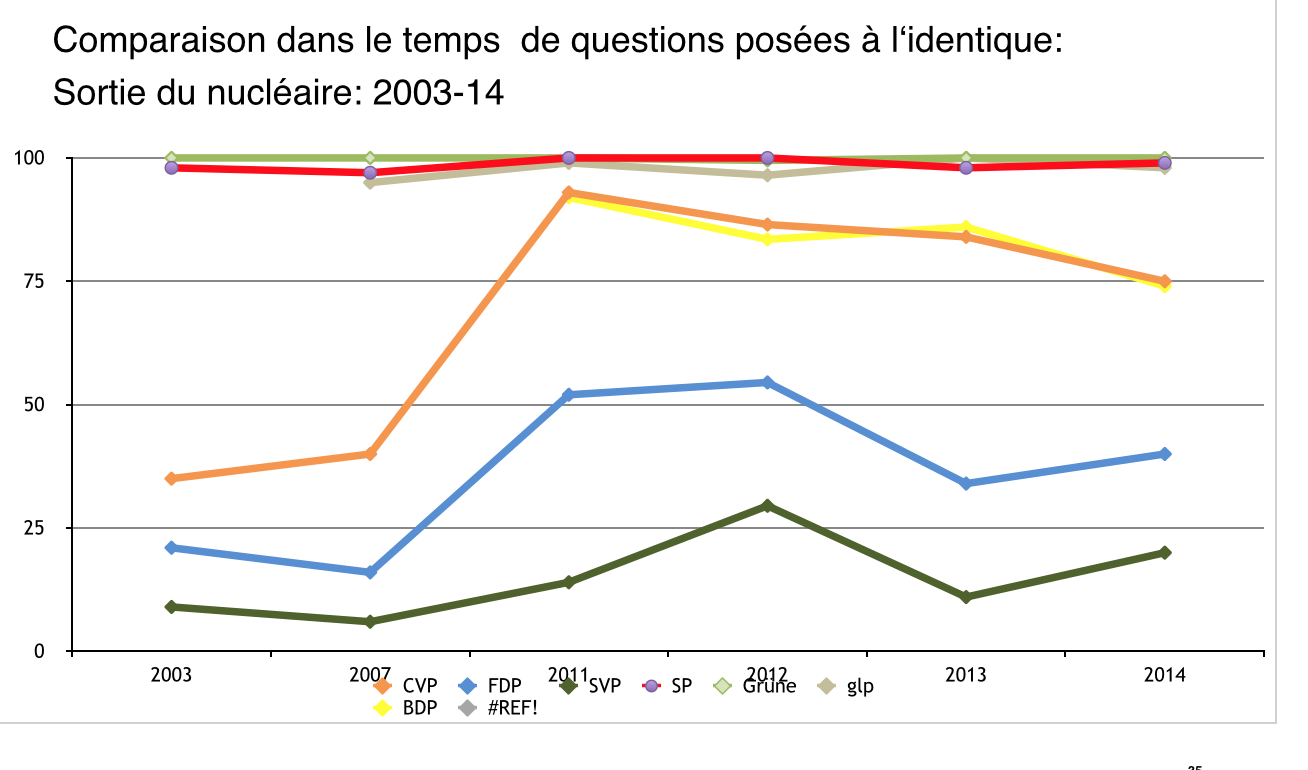 Comparaison dans le temps  de questions posées à l‘identique:
Sortie du nucléaire: 2003-14
100
75
50
25
0
2003 2007 2011 2012 2013 2014
CVP FDP SVP SP Grüne glp
BDP #REF!